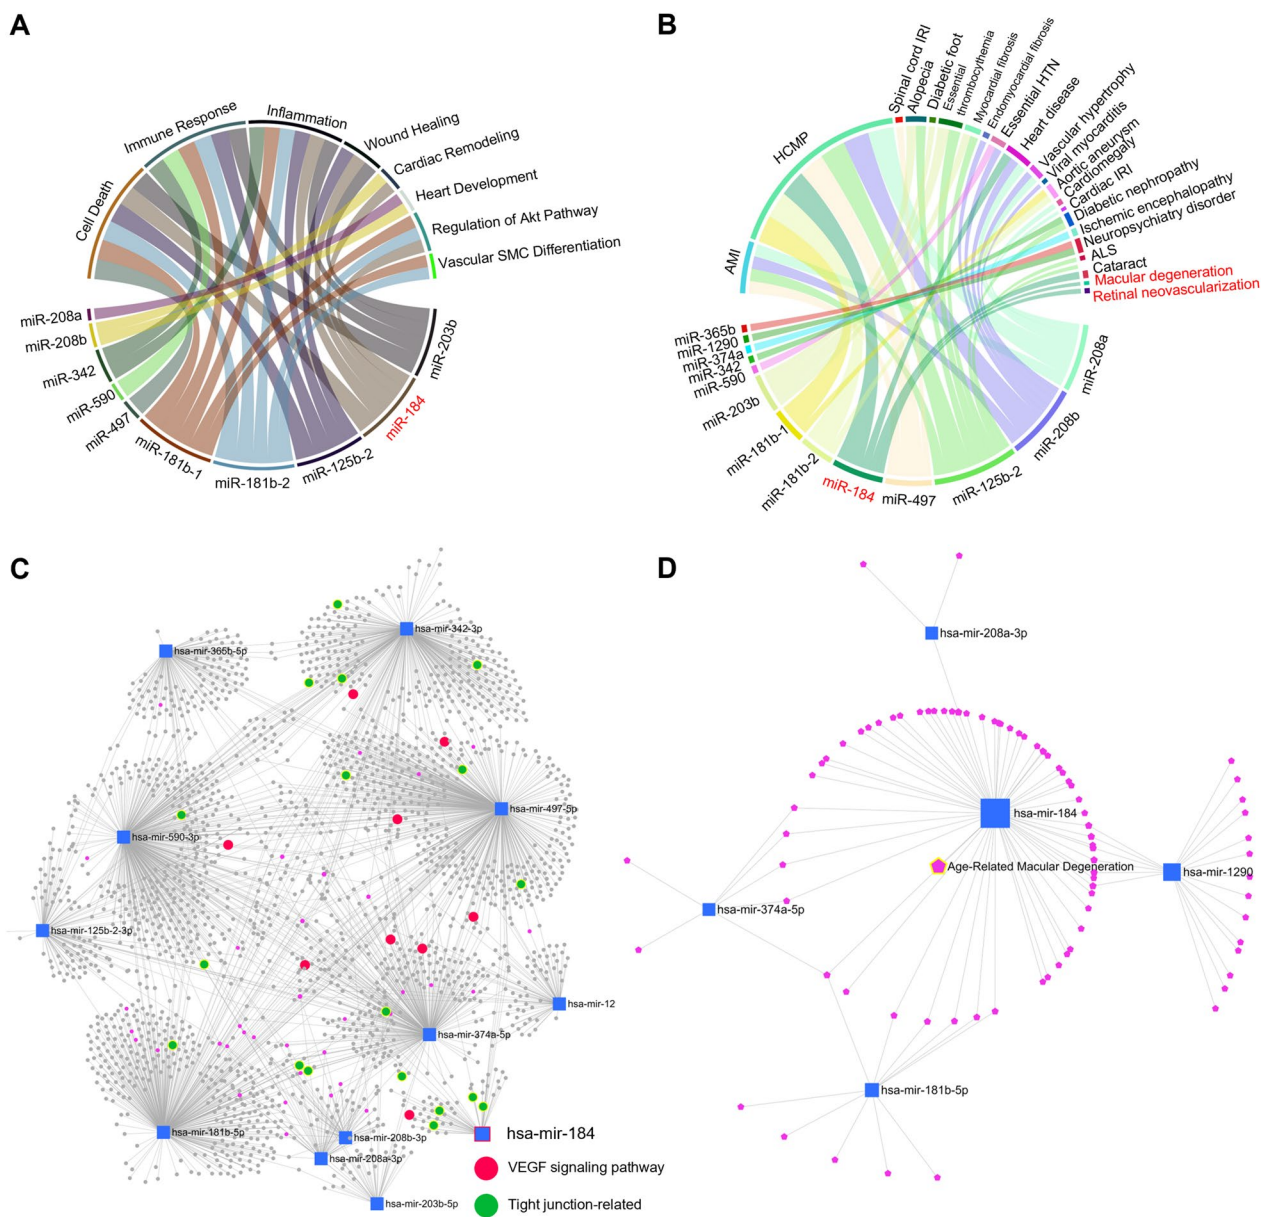 A
Cell Death
Immune Response
Inflammation
Wound Healing
Cardiac Remodeling
Heart Development
Regulation of Akt Pathway
Vascular SMC Differentiation
miR-208a
miR-208b
miR-342
miR-590
miR-497
miR-181b-1
miR-181b-2
miR-125b-2
miR-184
miR-203b
B
AMI
HCMP
Spinal cord IRI
Alopecia
Diabetic foot
Essential
thrombocythemia
Myocardial fibrosis
Endomyocardial fibrosis
Essential HTN
Heart disease
Vascular hypertrophy
Viral myocarditis
Aortic aneurysm
Cardiomegaly
Cardiac IRI
Diabetic nephropathy
Ischemic encephalopathy
Neuropsychiatry disorder
ALS
Cataract
Macular degeneration
Retinal neovascularization
miR-365b
miR-1290
miR-374a
miR-342
miR-590
miR-203b
miR-181b-1
miR-181b-2
miR-184
miR-497
miR-125b-2
miR-208b
miR-208a
C
hsa-mir-342-3p
hsa-mir-365b-5p
hsa-mir-497-5p
hsa-mir-590-3p
hsa-mir-125b-2-3p
hsa-mir-12
hsa-mir-374a-5p
hsa-mir-181b-5p
hsa-mir-208b-3p
hsa-mir-208a-3p
hsa-mir-203b-5p
hsa-mir-184
VEGF signaling pathway
Tight junction-related
D
hsa-mir-208a-3p
hsa-mir-184
Age-Related Macular Degeneration
hsa-mir-1290
hsa-mir-374a-5p
hsa-mir-181b-5p